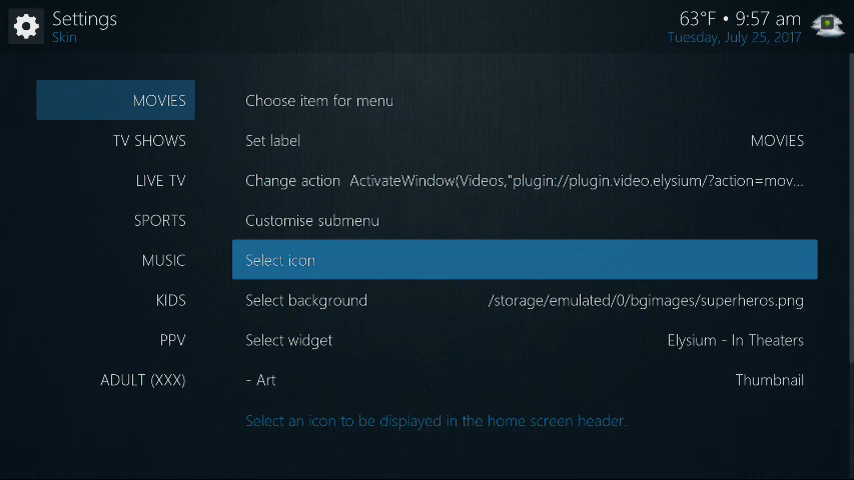 Settings
Skin
63°F • 9:57 am
Tuesday, July 25, 2017
MOVIES
Choose item for menu
TV SHOWS
Set label MOVIES
LIVE TV
Change action ActivateWindow(Videos,"plugin://plugin.video.elysium/?action=mov...
SPORTS
Customise submenu
MUSIC
Select icon
KIDS
Select background /storage/emulated/0/bgimages/superheros.png
PPV
Select widget Elysium - In Theaters
ADULT (XXX)
- Art Thumbnail
Select an icon to be displayed in the home screen header.